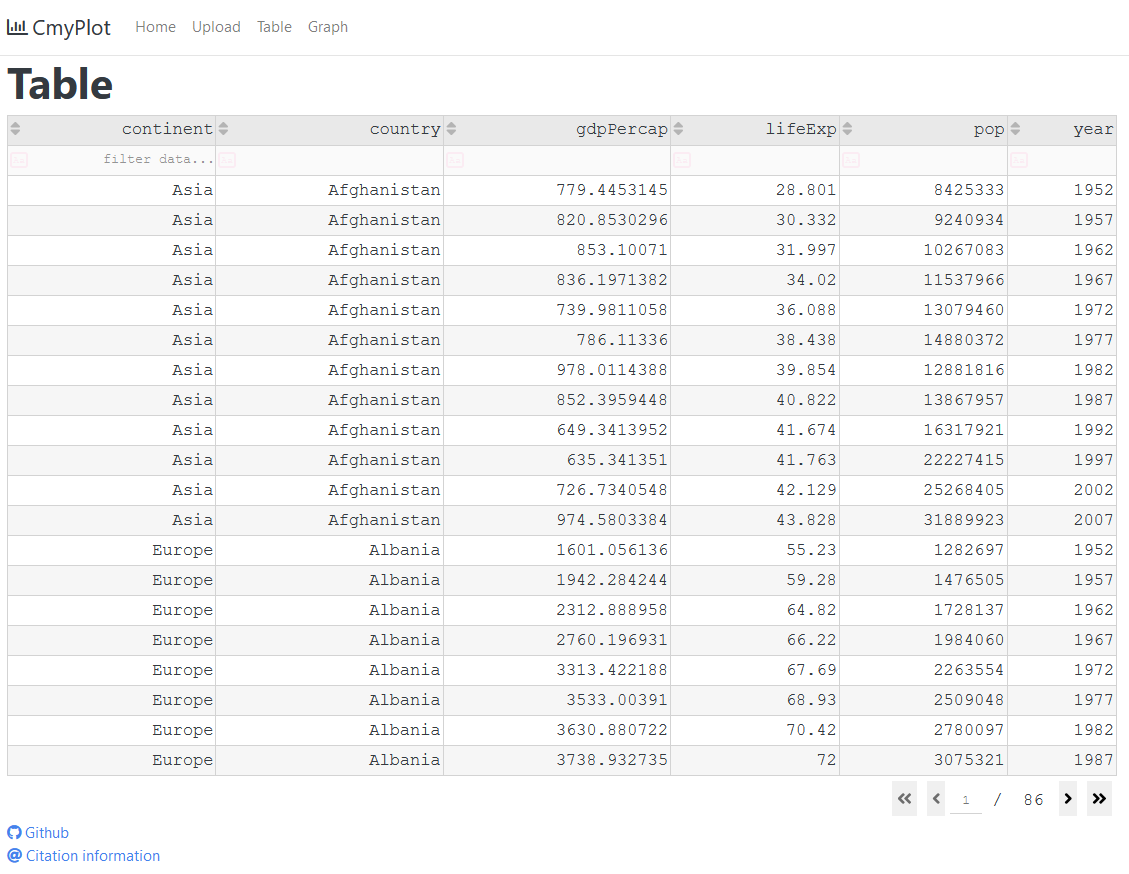 CmyPlot Home Upload Table Graph
Table
continent country gdpPercap lifeExp pop year
filter data...
Asia Afghanistan 779.4453145 28.801 8425333 1952
Asia Afghanistan 820.8530296 30.332 9240934 1957
Asia Afghanistan 853.10071 31.997 10267083 1962
Asia Afghanistan 836.1971382 34.02 11537966 1967
Asia Afghanistan 739.9811058 36.088 13079460 1972
Asia Afghanistan 786.11336 38.438 14880372 1977
Asia Afghanistan 978.0114388 39.854 12881816 1982
Asia Afghanistan 852.3959448 40.822 13867957 1987
Asia Afghanistan 649.3413952 41.674 16317921 1992
Asia Afghanistan 635.341351 41.763 22227415 1997
Asia Afghanistan 726.7340548 42.129 25268405 2002
Asia Afghanistan 974.5803384 43.828 31889923 2007
Europe Albania 1601.056136 55.23 1282697 1952
Europe Albania 1942.284244 59.28 1476505 1957
Europe Albania 2312.888958 64.82 1728137 1962
Europe Albania 2760.196931 66.22 1984060 1967
Europe Albania 3313.422188 67.69 2263554 1972
Europe Albania 3533.00391 68.93 2509048 1977
Europe Albania 3630.880722 70.42 2780097 1982
Europe Albania 3738.932735 72 3075321 1987
1 / 86
Github
Citation information